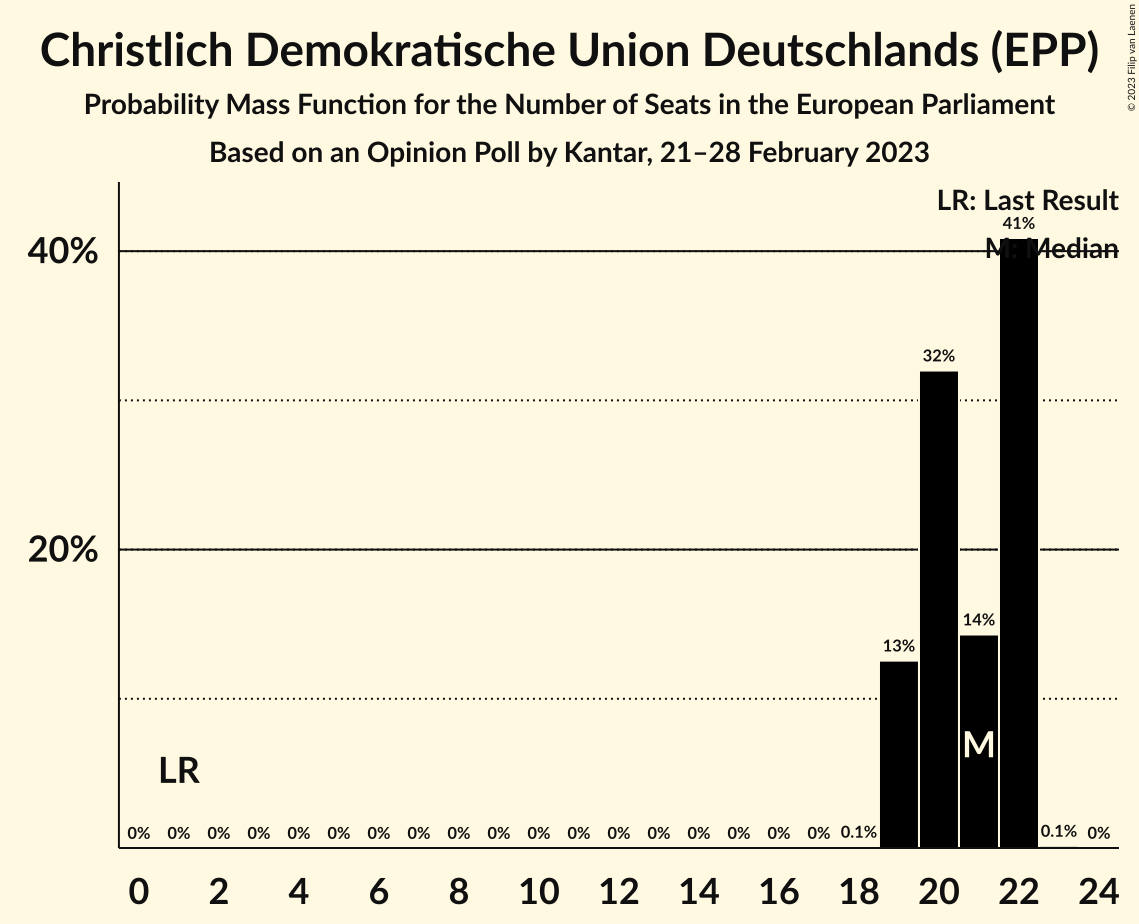 Christlich Demokratische Union Deutschlands (EPP)
Probability Mass Function for the Number of Seats in the European Parliament
Based on an Opinion Poll by Kantar, 21–28 February 2023
© 2023 Filip van Laenen
LR: Last Result
M: Median
41%
40%
32%
20%
14%
13%
M
LR
0% 0% 0% 0% 0% 0% 0% 0% 0% 0% 0% 0% 0% 0% 0% 0% 0% 0% 0.1% 0.1% 0%
0 2 4 6 8 10 12 14 16 18 20 22 24